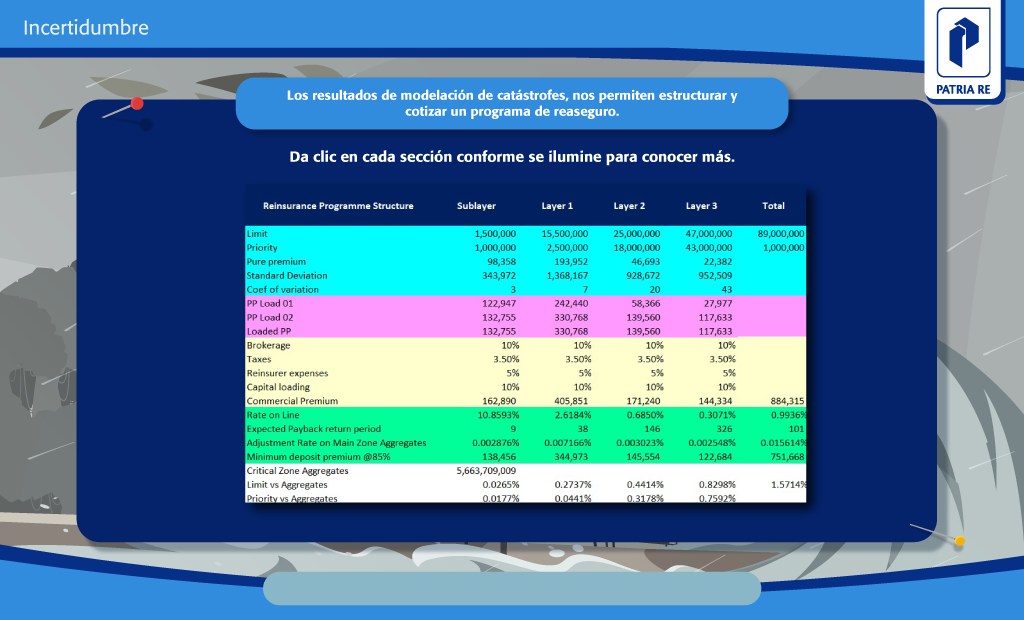 Incertidumbre
PATRIA RE
Los resultados de modelación de catástrofes, nos permiten estructurar y
cotizar un programa de reaseguro.
Da clic en cada sección conforme se ilumine para conocer más.
Reinsurance Programme Structure Sublayer Layer 1 Layer 2 Layer 3 Total
Limit 1,500,000 15,500,000 25,000,000 47,000,000 89,000,000
Priority 1,000,000 2,500,000 18,000,000 43,000,000 1,000,000
Pure premium 98,358 193,952 46,693 22,382
Standard Deviation 343,972 1,368,167 928,672 952,509
Coef of variation 3 7 20 43
PP Load 01 122,947 242,440 58,366 27,977
PP Load 02 132,755 330,768 139,560 117,633
Loaded PP 132,755 330,768 139,560 117,633
Brokerage 10% 10% 10% 10%
Taxes 3.50% 3.50% 3.50% 3.50%
Reinsurer expenses 5% 5% 5% 5%
Capital loading 10% 10% 10% 10%
Commercial Premium 162,890 405,851 171,240 144,334 884,315
Rate on Line 10.8593% 2.6184% 0.6850% 0.3071% 0.9936%
Expected Payback return period 9 38 146 326 101
Adjustment Rate on Main Zone Aggregates 0.002876% 0.007166% 0.003023% 0.002548% 0.015614%
Minimum deposit premium @85% 138,456 344,973 145,554 122,684 751,668
Critical Zone Aggregates 5,663,709,009
Limit vs Aggregates 0.0265% 0.2737% 0.4414% 0.8298% 1.5714%
Priority vs Aggregates 0.0177% 0.0441% 0.3178% 0.7592%